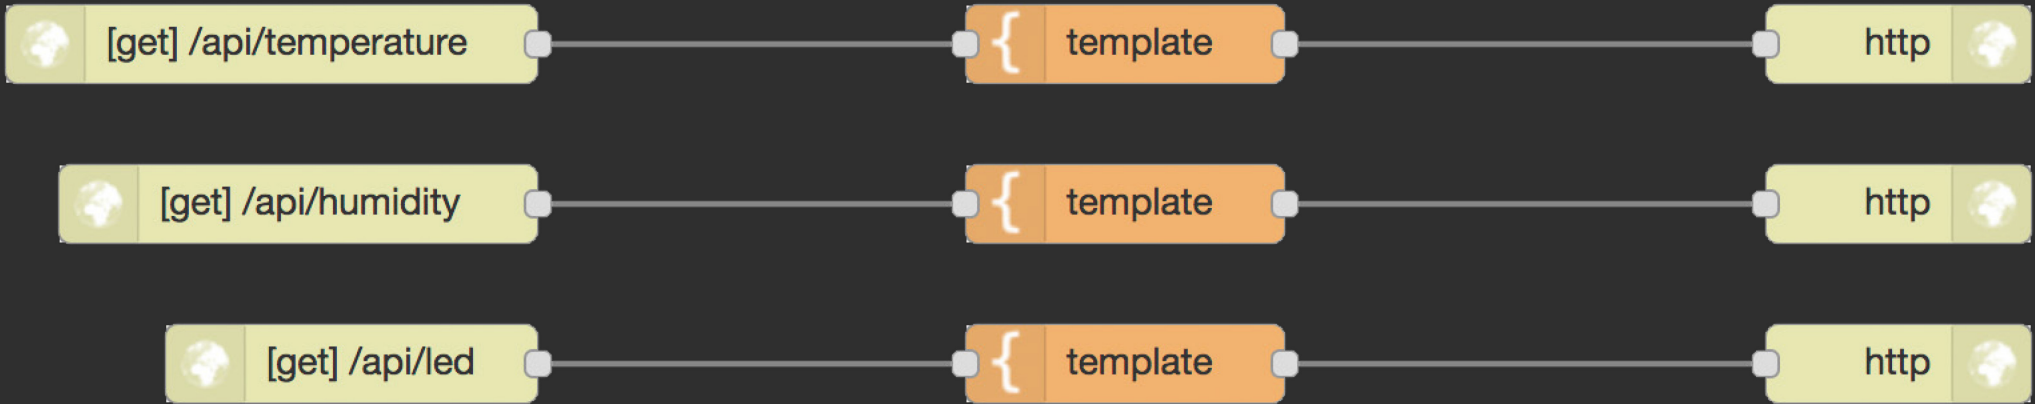 [get] /api/temperature template http
[get] /api/humidity template http
[get] /api/led template http